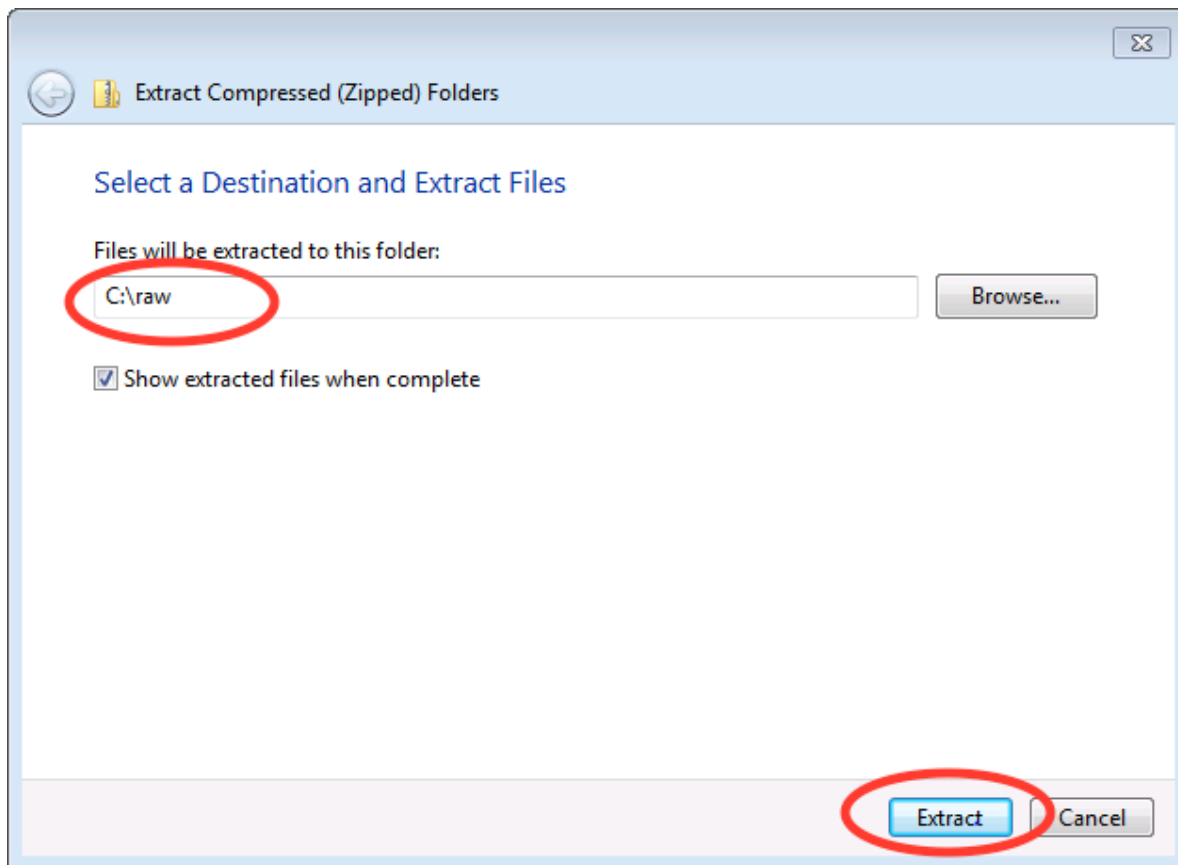 Extract Compressed (Zipped) Folders
Select a Destination and Extract Files
Files will be extracted to this folder:
C:\raw
Browse...
Show extracted files when complete
Extract
Cancel